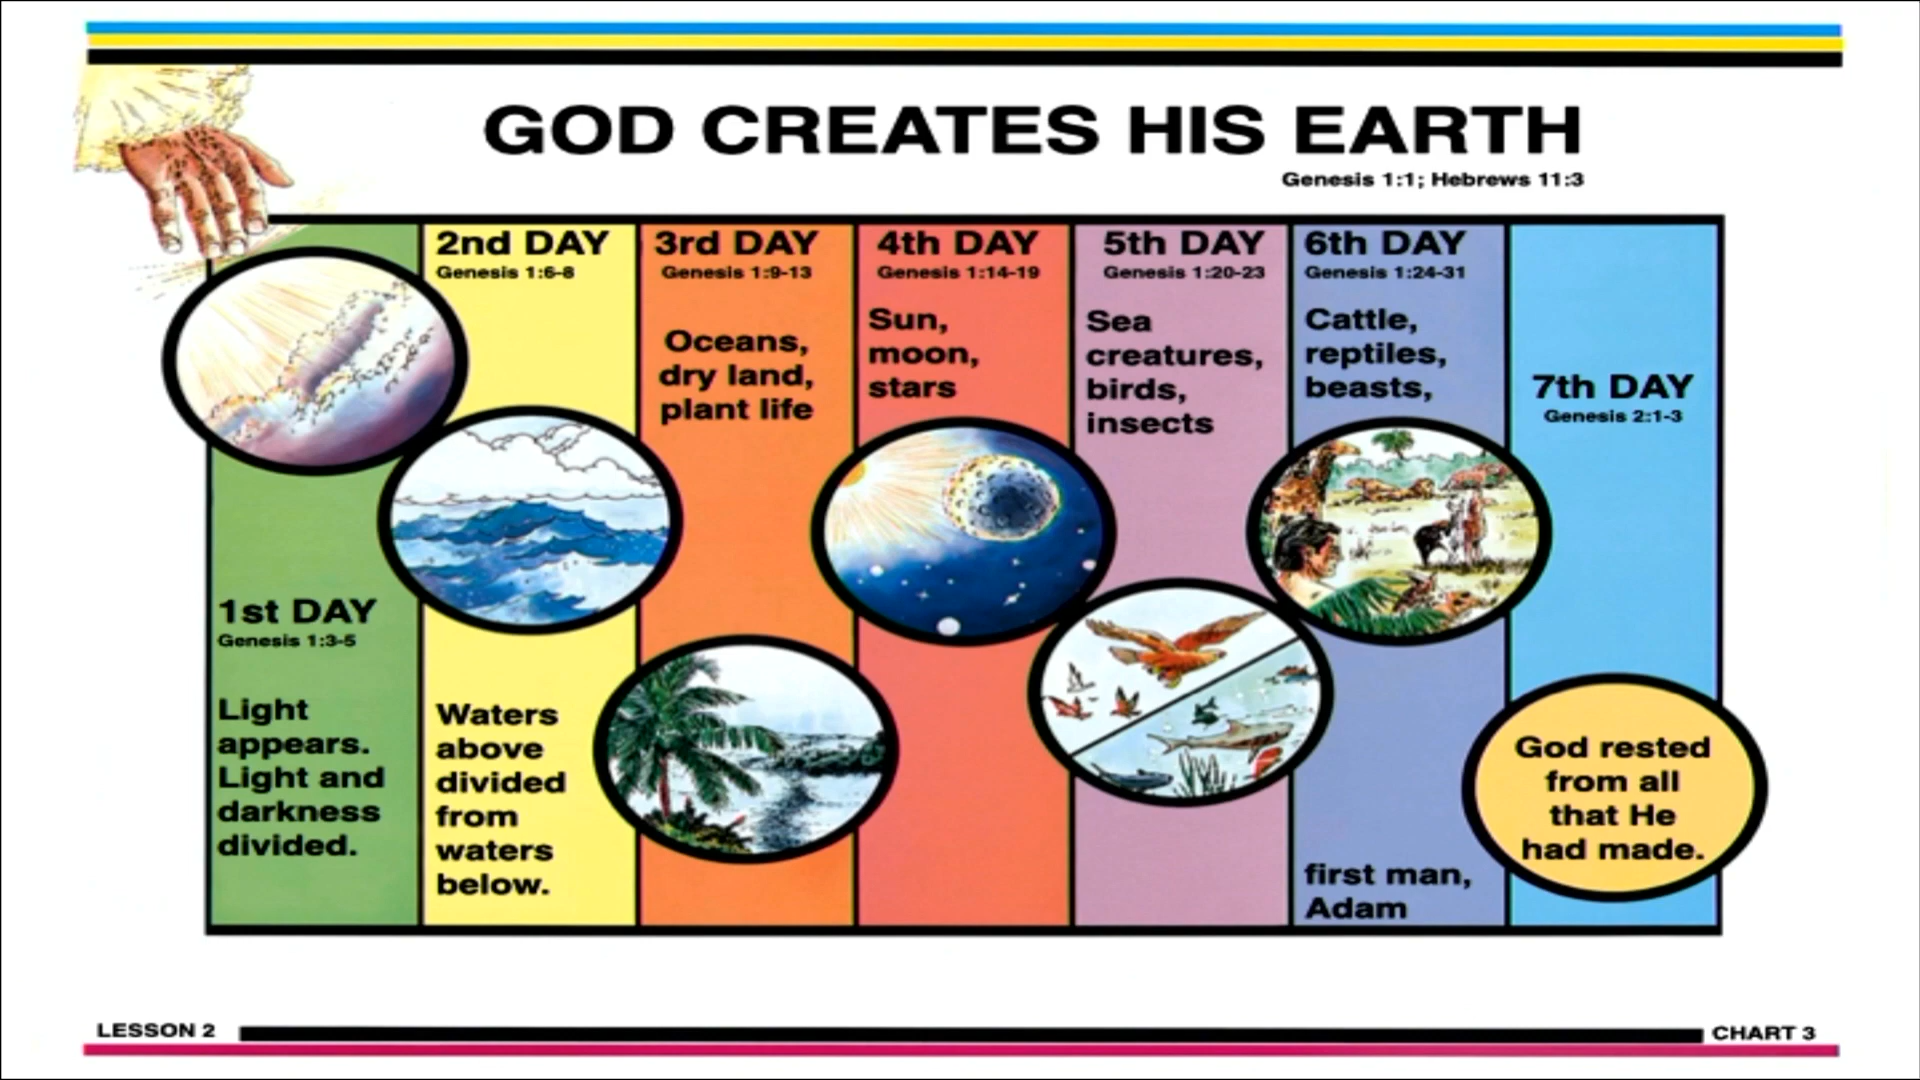 GOD CREATES HIS EARTH
Genesis 1:1; Hebrews 11:3
1st DAY
Genesis 1:3-5
Light
appears.
Light and
darkness
divided.
2nd DAY
Genesis 1:6-8
Waters
above
divided
from
waters
below.
3rd DAY
Genesis 1:9-13
Oceans,
dry land,
plant life
4th DAY
Genesis 1:14-19
Sun,
moon,
stars
5th DAY
Genesis 1:20-23
Sea
creatures,
birds,
insects
6th DAY
Genesis 1:24-31
Cattle,
reptiles,
beasts,
first man,
Adam
7th DAY
Genesis 2:1-3
God rested
from all
that He
had made.
LESSON 2
CHART 3